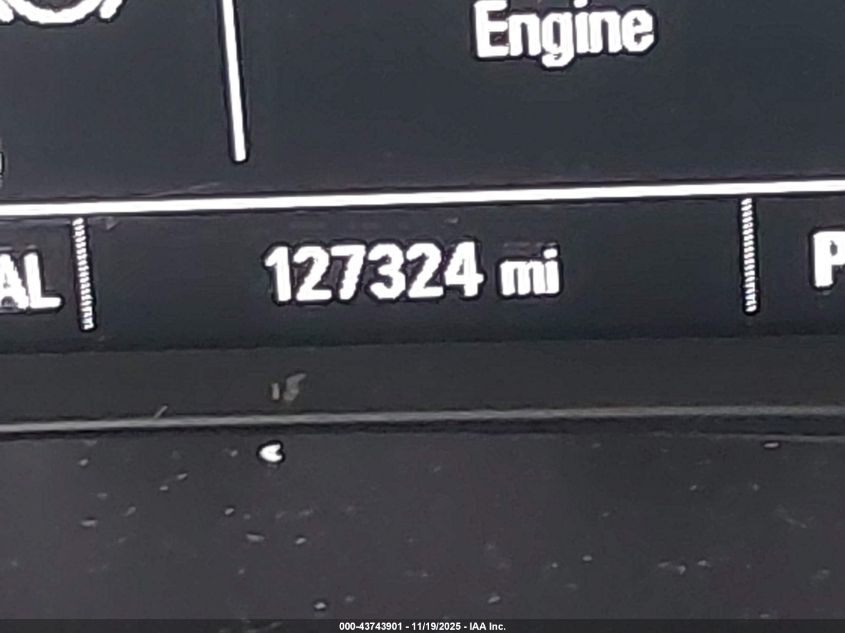 Engine
AL
127324 mi
P
000-43743901 - 11/19/2025 - IAA Inc.